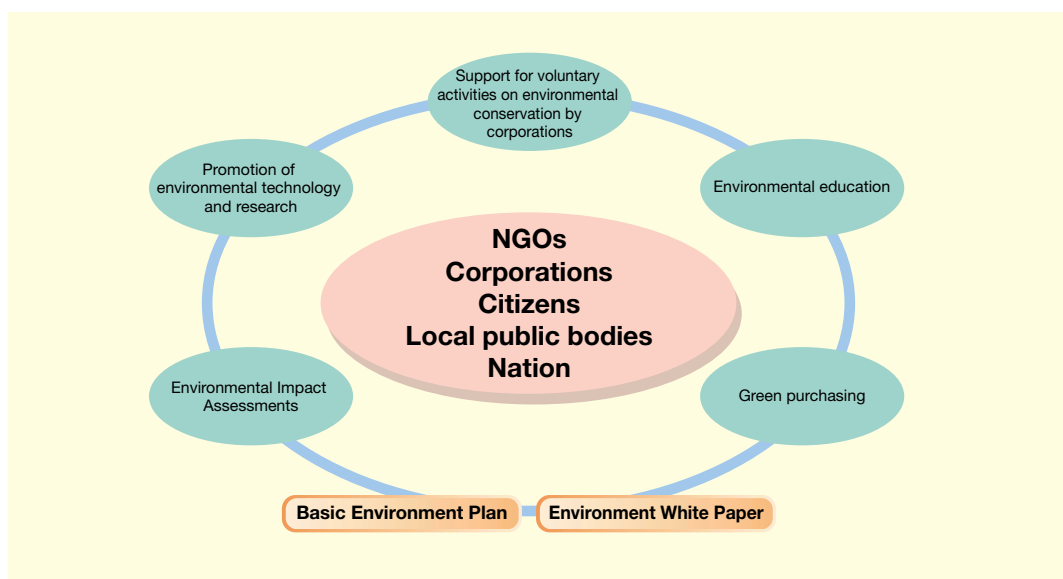 Support for voluntary
activities on environmental
conservation by
corporations
Promotion of
environmental technology
and research
Environmental education
NGOs
Corporations
Citizens
Local public bodies
Nation
Environmental Impact
Assessments
Green purchasing
Basic Environment Plan
Environment White Paper